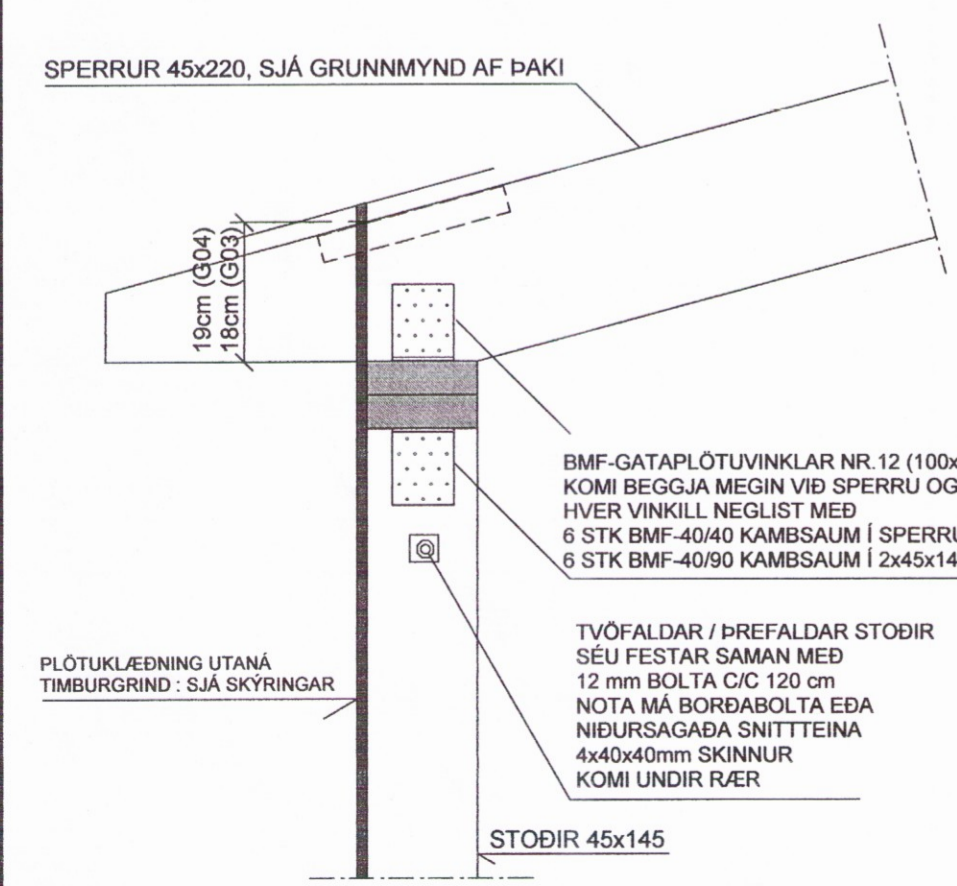 SPERRUR 45x220, SJÁ GRUNNMYND AF ÞAKI
19cm (G04)
18cm (G03)
BMF-GATAPLÖTUVINKLAR NR.12 (100x
KOMI BEGGJA MEGIN VIÐ SPERRU OG
HVER VINKILL NEGLIST MEÐ
6 STK BMF-40/40 KAMBSAUM Í SPERRU
6 STK BMF-40/90 KAMBSAUM Í 2x45x14
TVÖFALDAR / ÞREFALDAR STOÐIR
SÉU FESTAR SAMAN MEÐ
12 mm BOLTA C/C 120 cm
NOTA MÁ BORÐABOLTA EÐA
NIÐURSAGAÐA SNITTTEINA
4x40x40mm SKINNUR
KOMI UNDIR RÆR
PLÖTUKLÆÐNING UTANÁ
TIMBURGRIND : SJÁ SKÝRINGAR
STOÐIR 45x145